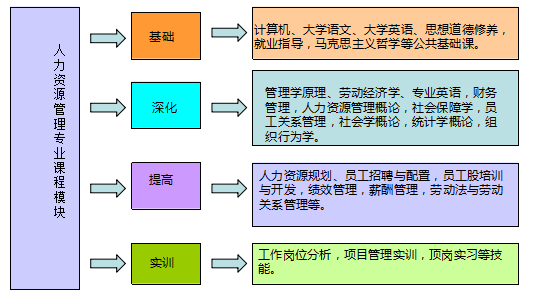 人力资源管理专业课程模块
基础
计算机、大学语文、大学英语、思想道德修养，
就业指导，马克思主义哲学等公共基础课。
深化
管理学原理、劳动经济学、专业英语，财务
管理，人力资源管理概论，社会保障学，员
工关系管理，社会学概论，统计学概论，组
织行为学。
提高
人力资源规划、员工招聘与配置，员工股培训
与开发，绩效管理，薪酬管理，劳动法与劳动
关系管理等。
实训
工作岗位分析，项目管理实训，顶岗实习等技
能。